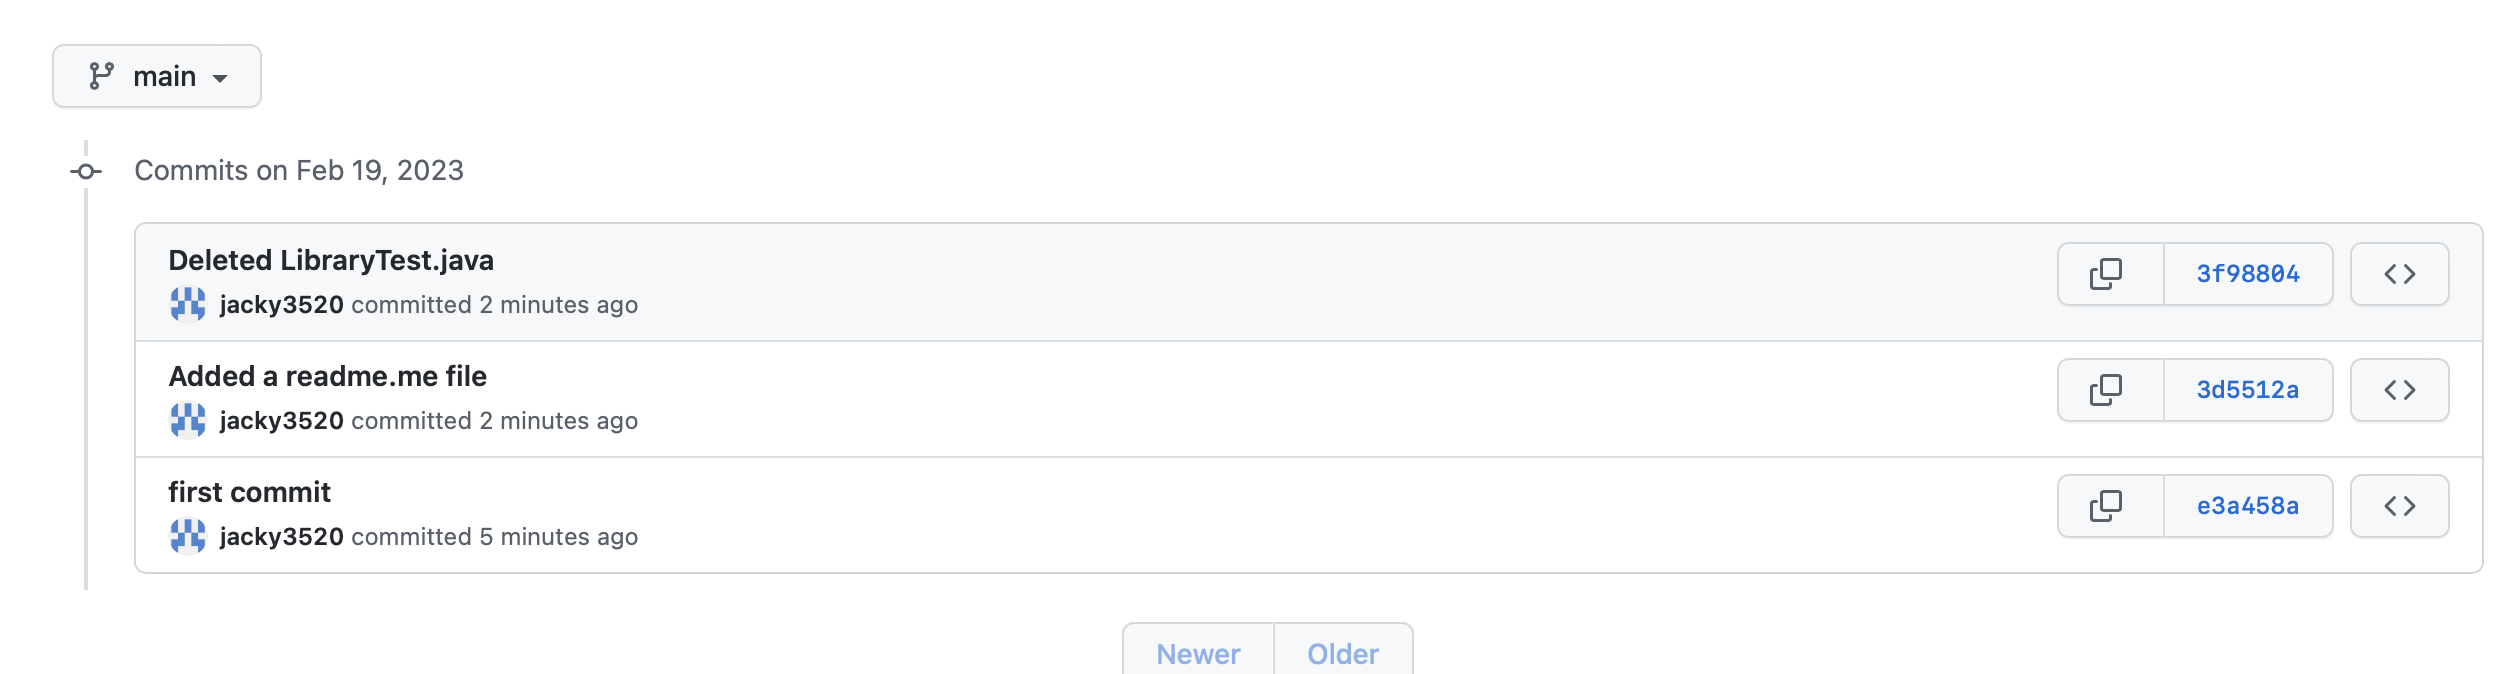 main
Commits on Feb 19, 2023
Deleted LibraryTest.java
jacky3520 committed 2 minutes ago
3f98804
Added a readme.me file
jacky3520 committed 2 minutes ago
3d5512a
first commit
jacky3520 committed 5 minutes ago
e3a458a
Newer Older